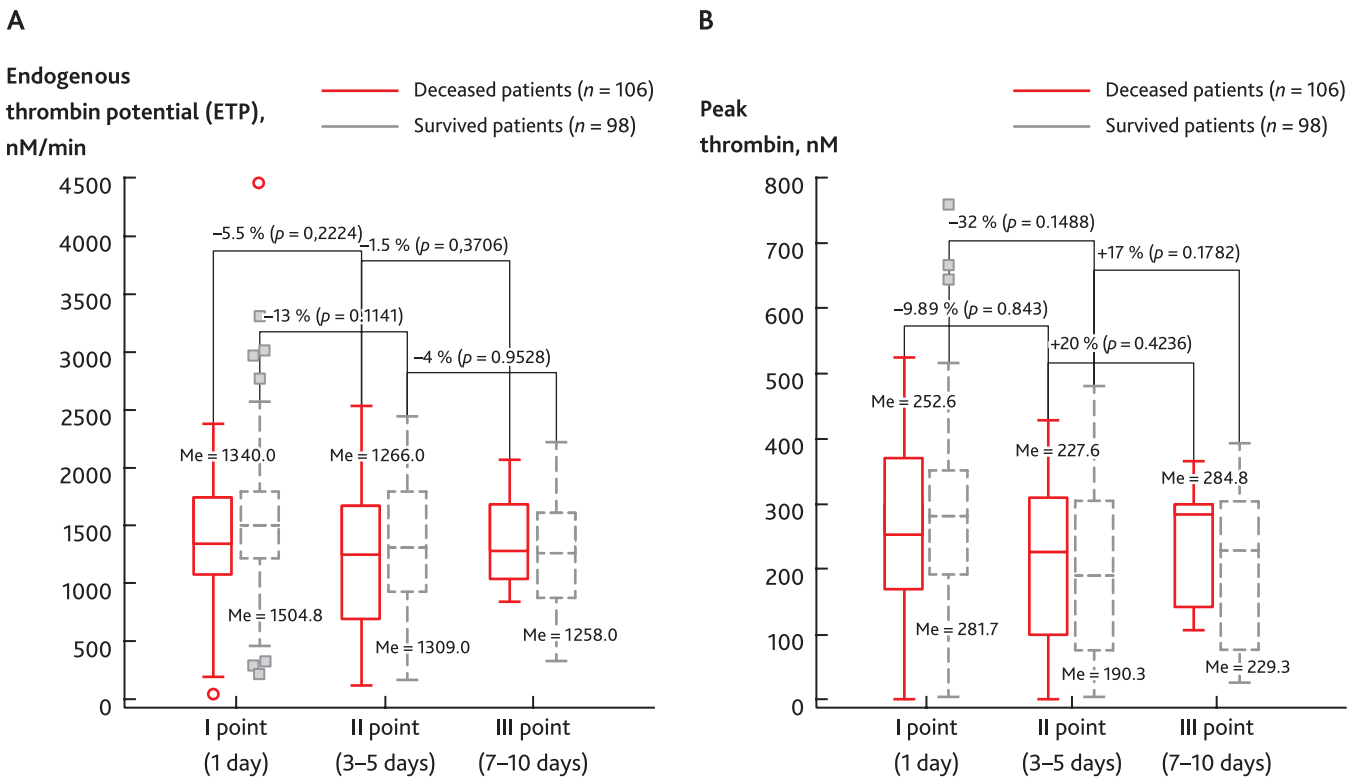 A
Endogenous
thrombin potential (ETP),
nM/min
Deceased patients (n = 106)
Survived patients (n = 98)
4500
4000
3500
3000
2500
2000
1500
1000
500
0
–5.5 % (p = 0,2224)
–1.5 % (p = 0,3706)
–13 % (p = 0.1141)
–4 % (p = 0.9528)
Me = 1340.0
Me = 1266.0
Me = 1504.8
Me = 1309.0
Me = 1258.0
I point
(1 day)
II point
(3–5 days)
III point
(7–10 days)
B
Peak
thrombin, nM
Deceased patients (n = 106)
Survived patients (n = 98)
800
700
600
500
400
300
200
100
0
–32 % (p = 0.1488)
+17 % (p = 0.1782)
–9.89 % (p = 0.843)
+20 % (p = 0.4236)
Me = 252.6
Me = 227.6
Me = 284.8
Me = 281.7
Me = 190.3
Me = 229.3
I point
(1 day)
II point
(3–5 days)
III point
(7–10 days)